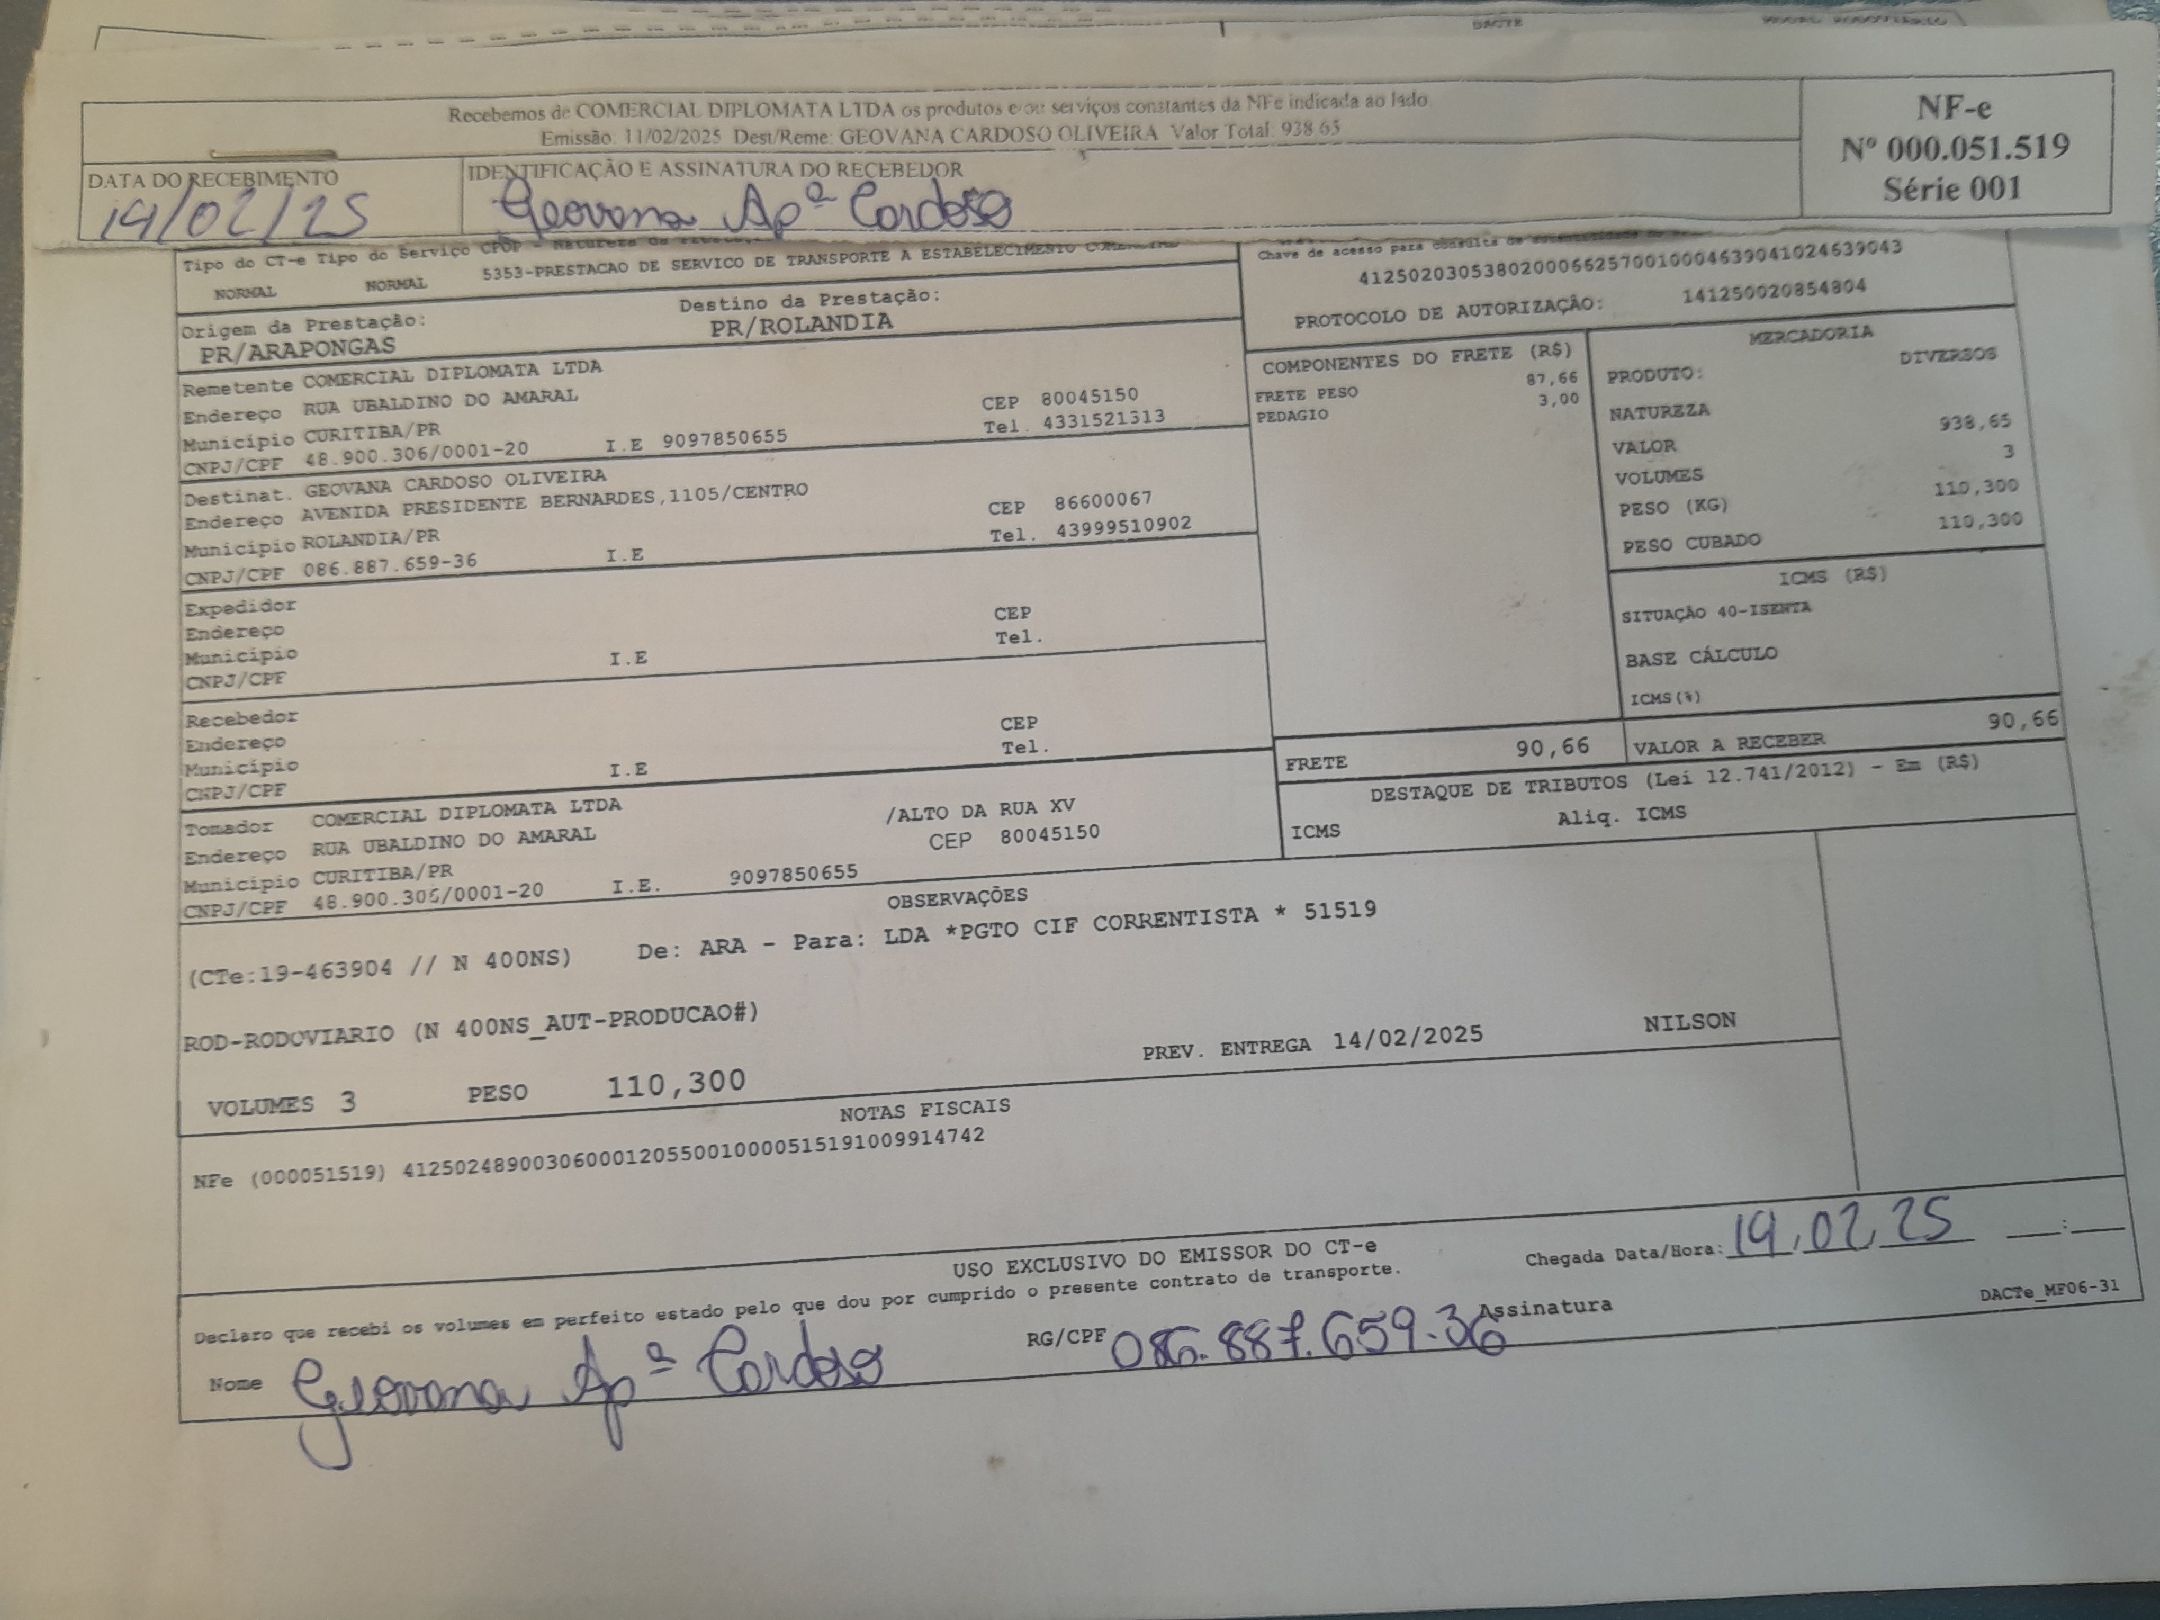 DACTE
Recebemos de COMERCIAL DIPLOMATA LTDA os produtos e/ou serviços constantes da NFe indicada ao lado
Emissão: 11/02/2025 Dest/Reme: GEOVANA CARDOSO OLIVEIRA Valor Total: 938.65
NF-e
Nº 000.051.519
Série 001
DATA DO RECEBIMENTO
14/02/25
IDENTIFICAÇÃO E ASSINATURA DO RECEBEDOR
Geovana Apª Cardoso
Tipo do CT-e Tipo do Serviço CFOP - Natureza da
NORMAL NORMAL 5353-PRESTACAO DE SERVICO DE TRANSPORTE A ESTABELECIMENTO
Chave de acesso para consulta de autenticidade
41250203053802000662570010004639041024639043
PROTOCOLO DE AUTORIZAÇÃO: 141250020854804
Origem da Prestação: Destino da Prestação:
PR/ARAPONGAS PR/ROLANDIA
Remetente COMERCIAL DIPLOMATA LTDA
Endereço RUA UBALDINO DO AMARAL CEP 80045150
Município CURITIBA/PR Tel. 4331521313
CNPJ/CPF 48.900.306/0001-20 I.E 9097850655
Destinat. GEOVANA CARDOSO OLIVEIRA
Endereço AVENIDA PRESIDENTE BERNARDES,1105/CENTRO CEP 86600067
Município ROLANDIA/PR Tel. 43999510902
CNPJ/CPF 086.887.659-36 I.E
Expedidor
Endereço CEP
Município I.E Tel.
CNPJ/CPF
Recebedor
Endereço CEP
Município I.E Tel.
CNPJ/CPF
Tomador COMERCIAL DIPLOMATA LTDA
Endereço RUA UBALDINO DO AMARAL /ALTO DA RUA XV
Município CURITIBA/PR CEP 80045150
CNPJ/CPF 48.900.306/0001-20 I.E. 9097850655
COMPONENTES DO FRETE (R$)
FRETE PESO 87,66
PEDAGIO 3,00
MERCADORIA
PRODUTO: DIVERSOS
NATUREZA
VALOR 938,65
VOLUMES 3
PESO (KG) 110,300
PESO CUBADO 110,300
ICMS (R$)
SITUAÇÃO 40-ISENTA
BASE CÁLCULO
ICMS(%)
FRETE 90,66 VALOR A RECEBER 90,66
DESTAQUE DE TRIBUTOS (Lei 12.741/2012) - Em (R$)
ICMS Aliq. ICMS
OBSERVAÇÕES
(CTe:19-463904 // N 400NS) De: ARA - Para: LDA *PGTO CIF CORRENTISTA * 51519
ROD-RODOVIARIO (N 400NS_AUT-PRODUCAO#)
PREV. ENTREGA 14/02/2025 NILSON
VOLUMES 3 PESO 110,300
NOTAS FISCAIS
NFe (000051519) 41250248900306000120550010000515191009914742
USO EXCLUSIVO DO EMISSOR DO CT-e
Chegada Data/Hora: 14,02,25 :
Declaro que recebi os volumes em perfeito estado pelo que dou por cumprido o presente contrato de transporte.
DACTe_MF06-31
Nome Geovana Apª Cardoso RG/CPF 086.887.659-36 Assinatura